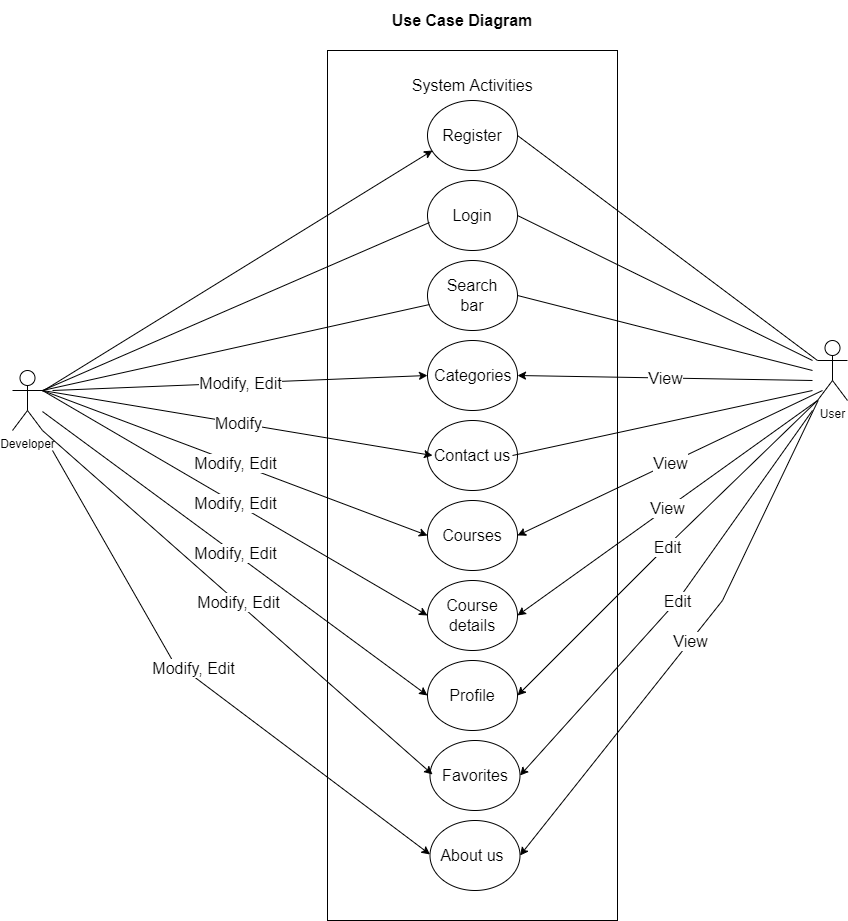 Use Case Diagram
System Activities
Register
Login
Search
bar
Categories
Modify, Edit
View
Contact us
Modify
User
Developer
Modify, Edit
View
Modify, Edit
View
Courses
Edit
Modify, Edit
Modify, Edit
Edit
Course
details
View
Modify, Edit
Profile
Favorites
About us